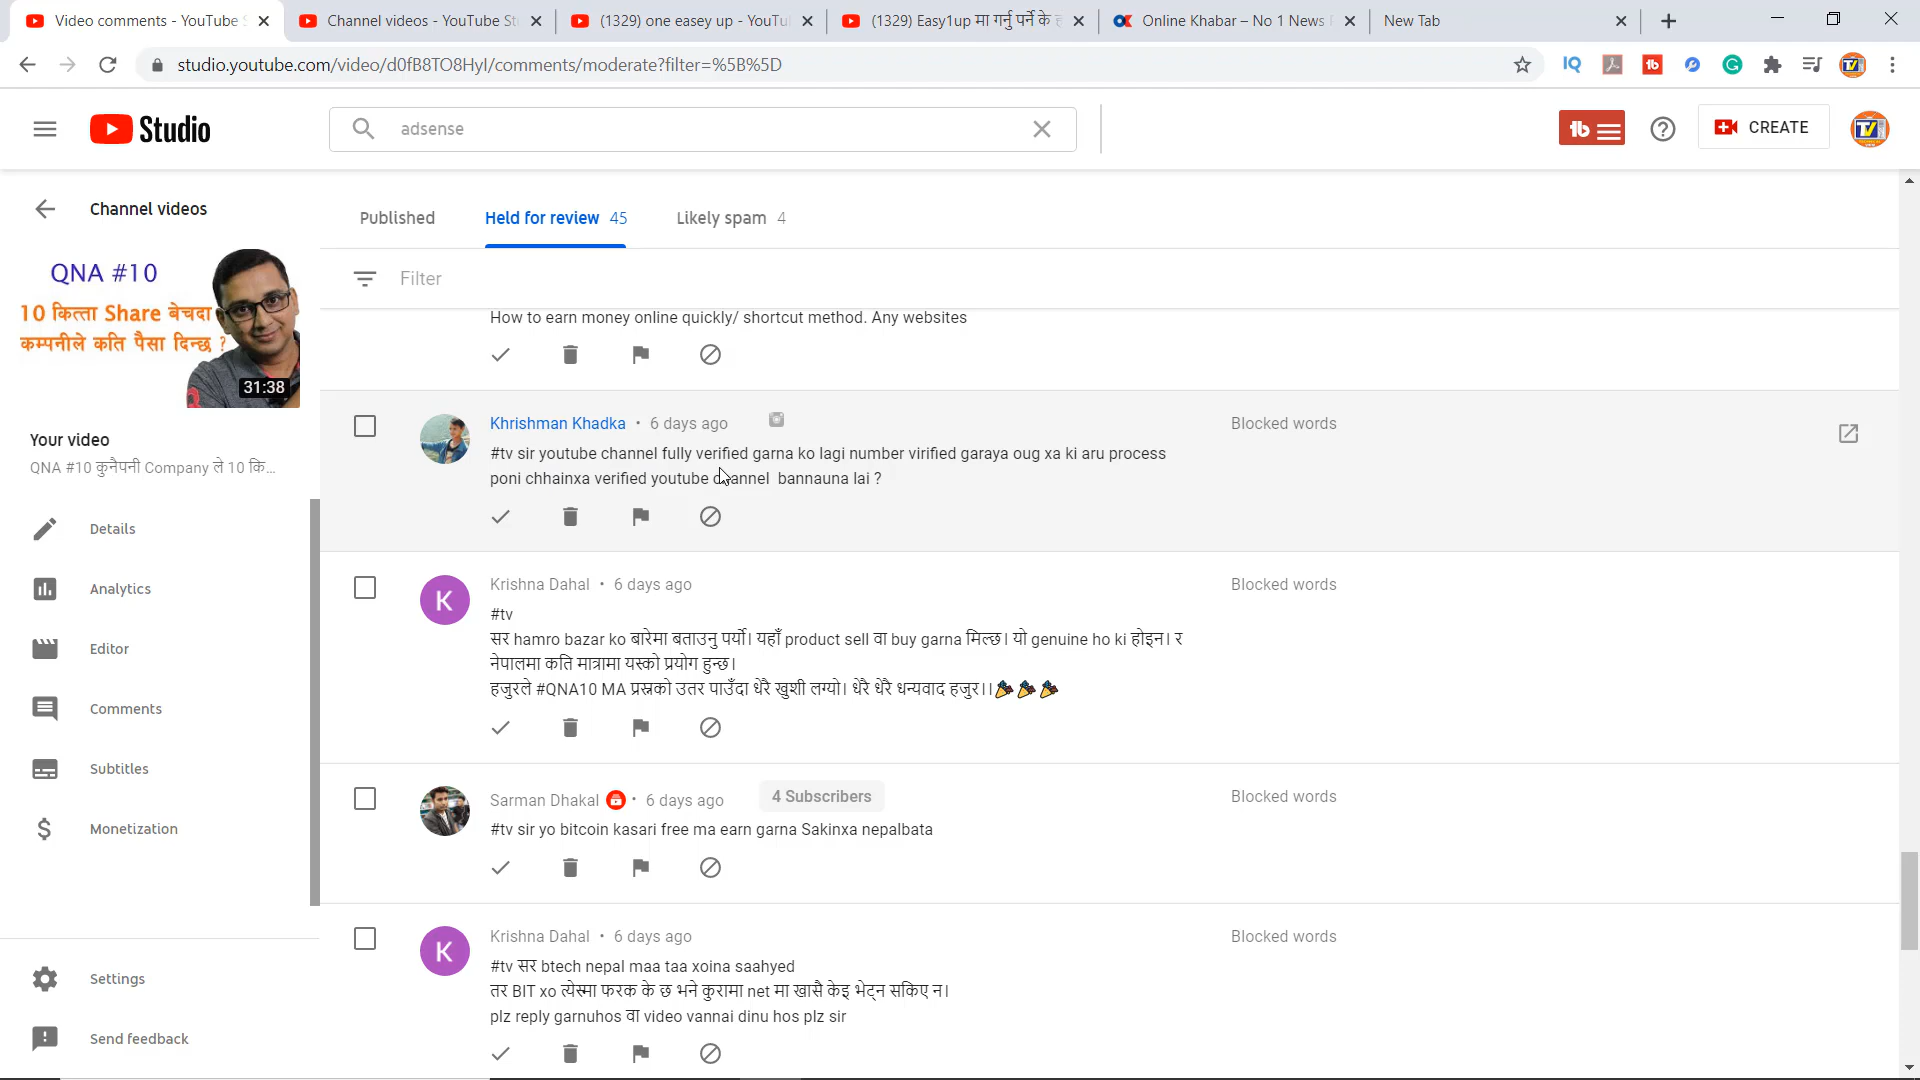 Video comments - YouTube S
Channel videos - YouTube St
(1329) one easey up - YouTu
(1329) Easy1up मा गर्नु पर्ने के
Online Khabar – No 1 News
New Tab
studio.youtube.com/video/d0fB8TO8HyI/comments/moderate?filter=%5B%5D
Studio
adsense
CREATE
Channel videos
QNA #10
10 कित्ता Share बेचदा
कम्पनीले कति पैसा दिन्छ ?
31:38
Your video
QNA #10 कुनैपनी Company ले 10 कि...
Details
Analytics
Editor
Comments
Subtitles
Monetization
Settings
Send feedback
Published
Held for review 45
Likely spam 4
Filter
How to earn money online quickly/ shortcut method. Any websites
Khrishman Khadka • 6 days ago
Blocked words
#tv sir youtube channel fully verified garna ko lagi number virified garaya oug xa ki aru process
poni chhainxa verified youtube channel bannauna lai ?
Krishna Dahal • 6 days ago
Blocked words
#tv
सर hamro bazar ko बारेमा बताउनु पर्यो। यहाँ product sell वा buy garna मिल्छ। यो genuine ho ki होइन। र
नेपालमा कति मात्रामा यस्को प्रयोग हुन्छ।
हजुरले #QNA10 MA प्रस्नको उतर पाउँदा धेरै खुशी लग्यो। धेरै धेरै धन्यवाद हजुर।।🎉🎉🎉
Sarman Dhakal • 6 days ago
4 Subscribers
Blocked words
#tv sir yo bitcoin kasari free ma earn garna Sakinxa nepalbata
Krishna Dahal • 6 days ago
Blocked words
#tv सर btech nepal maa taa xoina saahyed
तर BIT xo त्येस्मा फरक के छ भने कुरामा net मा खासै केइ भेट्न सकिए न।
plz reply garnuhos वा video vannai dinu hos plz sir